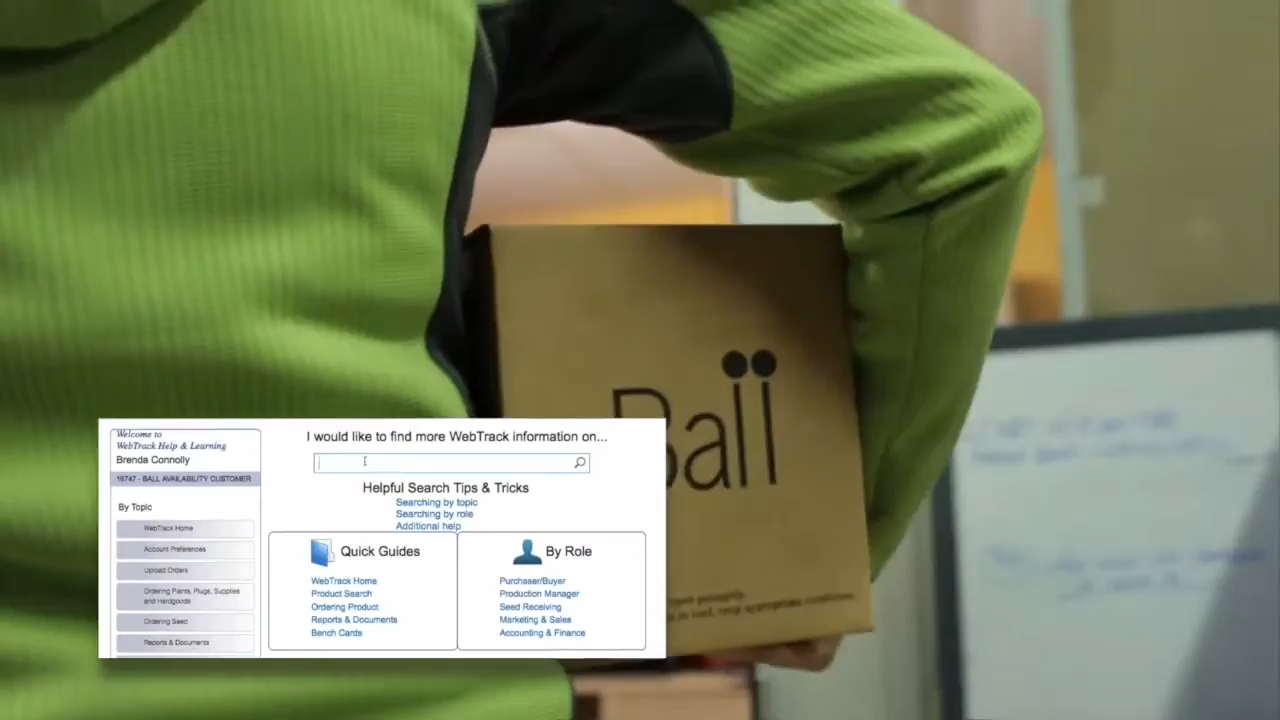 Ball
open promptly.
Welcome to
WebTrack Help & Learning
Brenda Connolly
16747 - BALL AVAILABILITY CUSTOMER
By Topic
WebTrack Home
Account Preferences
Upload Orders
Ordering Plants, Plugs, Supplies
and Hardgoods
Ordering Seed
Reports & Documents
I would like to find more WebTrack information on...
Helpful Search Tips & Tricks
Searching by topic
Searching by role
Additional help
Quick Guides
WebTrack Home
Product Search
Ordering Product
Reports & Documents
Bench Cards
By Role
Purchaser/Buyer
Production Manager
Seed Receiving
Marketing & Sales
Accounting & Finance